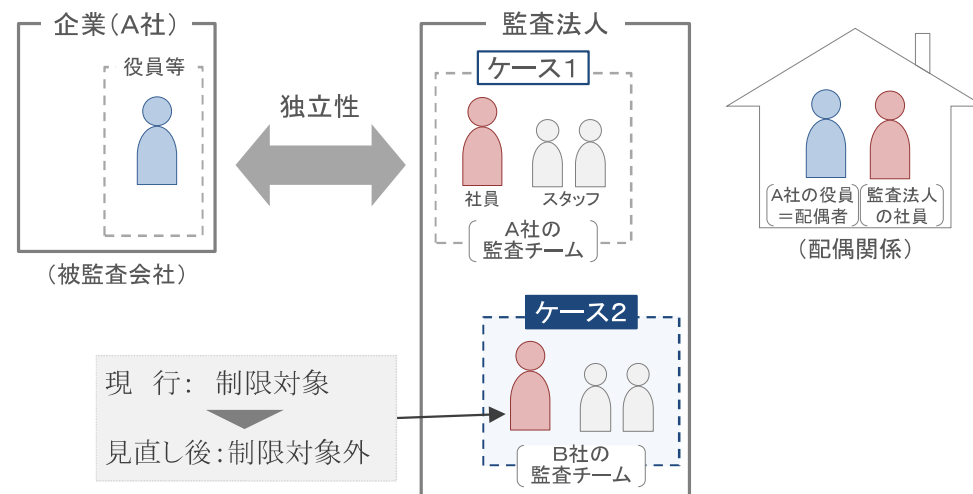 企業(A社)
役員等
(被監査会社)
独立性
監査法人
ケース1
社員
スタッフ
A社の
監査チーム
ケース2
B社の
監査チーム
現 行: 制限対象
見直し後:制限対象外
A社の役員
=配偶者
監査法人
の社員
(配偶関係)